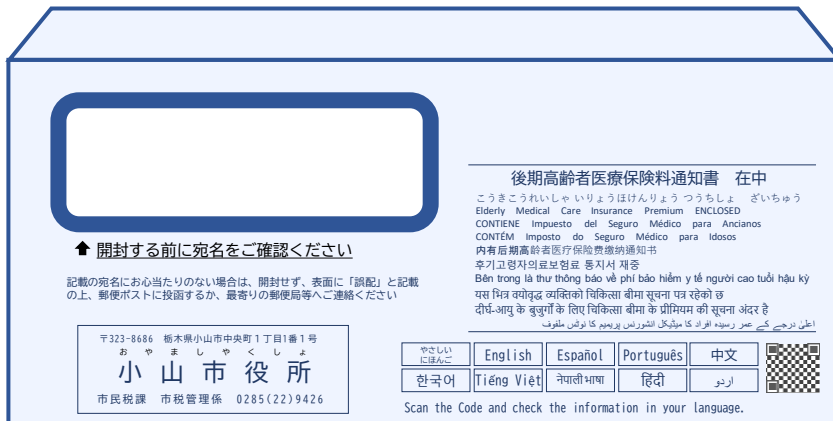 後期高齢者医療保険料通知書　在中
こうきこうれいしゃ いりょうほけんりょう つうちしょ　ざいちゅう
Elderly Medical Care Insurance Premium ENCLOSED
CONTIENE Impuesto del Seguro Médico para Ancianos
CONTÉM Imposto do Seguro Médico para Idosos
内有后期高龄者医疗保险费缴纳通知书
후기고령자의료보험료 통지서 재중
Bên trong là thư thông báo về phí bảo hiểm y tế người cao tuổi hậu kỳ
यस भित्र वयोवृद्ध व्यक्तिको चिकित्सा बीमा सूचना पत्र रहेको छ
दीर्घ-आयु के बुजुर्गों के लिए चिकित्सा बीमा के प्रीमियम की सूचना अंदर है
اعلیٰ درجے کے عمر رسیدہ افراد کا میڈیکل انشورنس پریمیم کا نوٹس ملفوف
⬆ 開封する前に宛名をご確認ください
記載の宛名にお心当たりのない場合は、開封せず、表面に「誤配」と記載
の上、郵便ポストに投函するか、最寄りの郵便局等へご連絡ください
〒323-8686　栃木県小山市中央町1丁目1番1号
おやましやくしょ
小山市役所
市民税課　市税管理係　0285(22)9426
やさしい
にほんご
English
Español
Português
中文
한국어
Tiếng Việt
नेपाली भाषा
हिंदी
اردو
Scan the Code and check the information in your language.